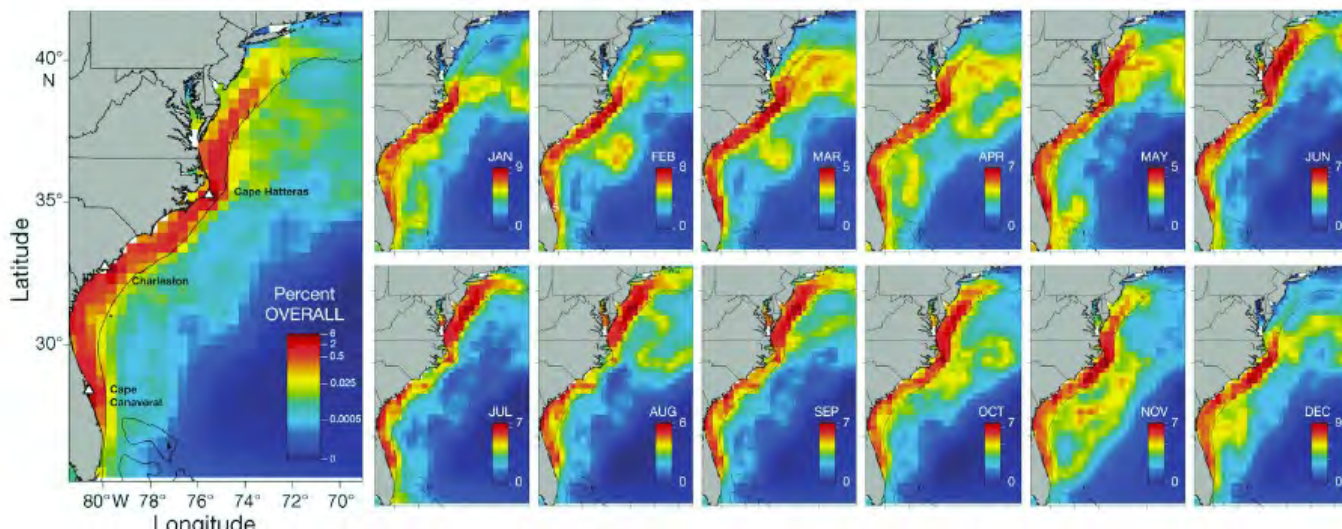 40°
N
35°
30°
Latitude
Cape Hatteras
Charleston
Cape
Canaveral
Percent
OVERALL
2
0.5
0.025
0.0005
0
80°W 78° 76° 74° 72° 70°
Longitude
JAN
9
0
FEB
8
0
MAR
5
0
APR
7
0
MAY
5
0
JUN
7
0
JUL
7
0
AUG
6
0
SEP
7
0
OCT
7
0
NOV
7
0
DEC
9
0